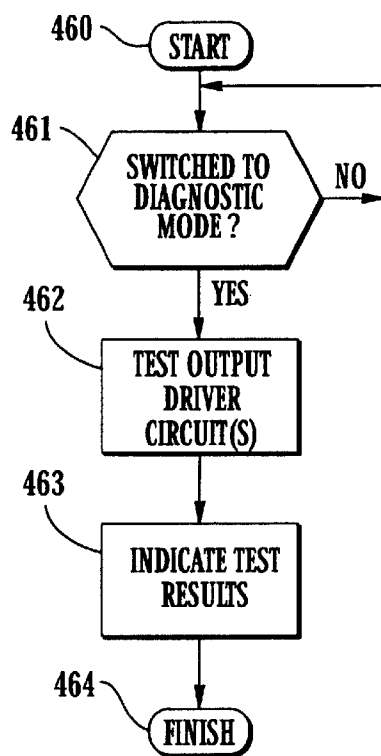 460
START
461
SWITCHED TO
DIAGNOSTIC
MODE ?
NO
YES
462
TEST OUTPUT
DRIVER
CIRCUIT(S)
463
INDICATE TEST
RESULTS
464
FINISH